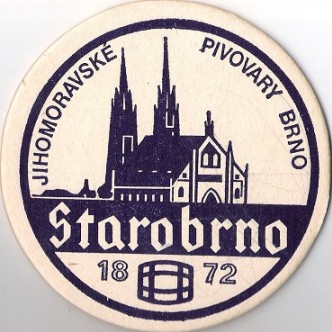 JIHOMORAVSKÉ PIVOVARY BRNO
Starobrno
18 72